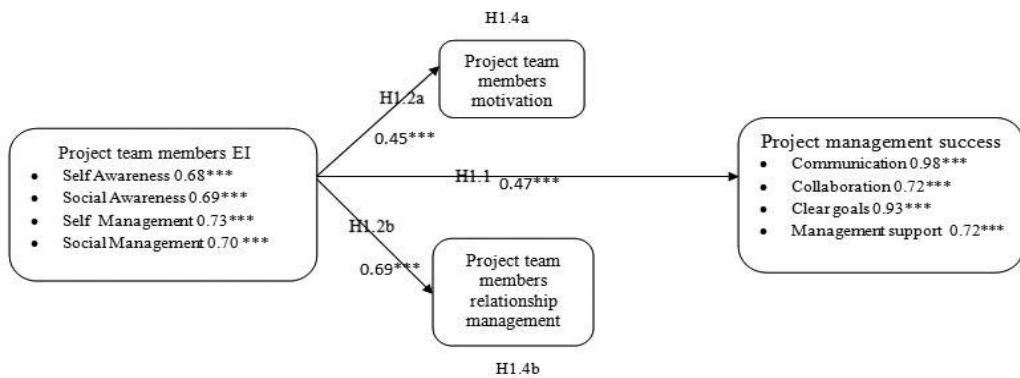 H1.4a
Project team
members
motivation
H1.2a
0.45***
Project team members EI
• Self Awareness 0.68***
• Social Awareness 0.69***
• Self Management 0.73***
• Social Management 0.70 ***
H1.1 0.47***
Project management success
• Communication 0.98***
• Collaboration 0.72***
• Clear goals 0.93***
• Management support 0.72***
H1.2b
0.69***
Project team
members
relationship
management
H1.4b